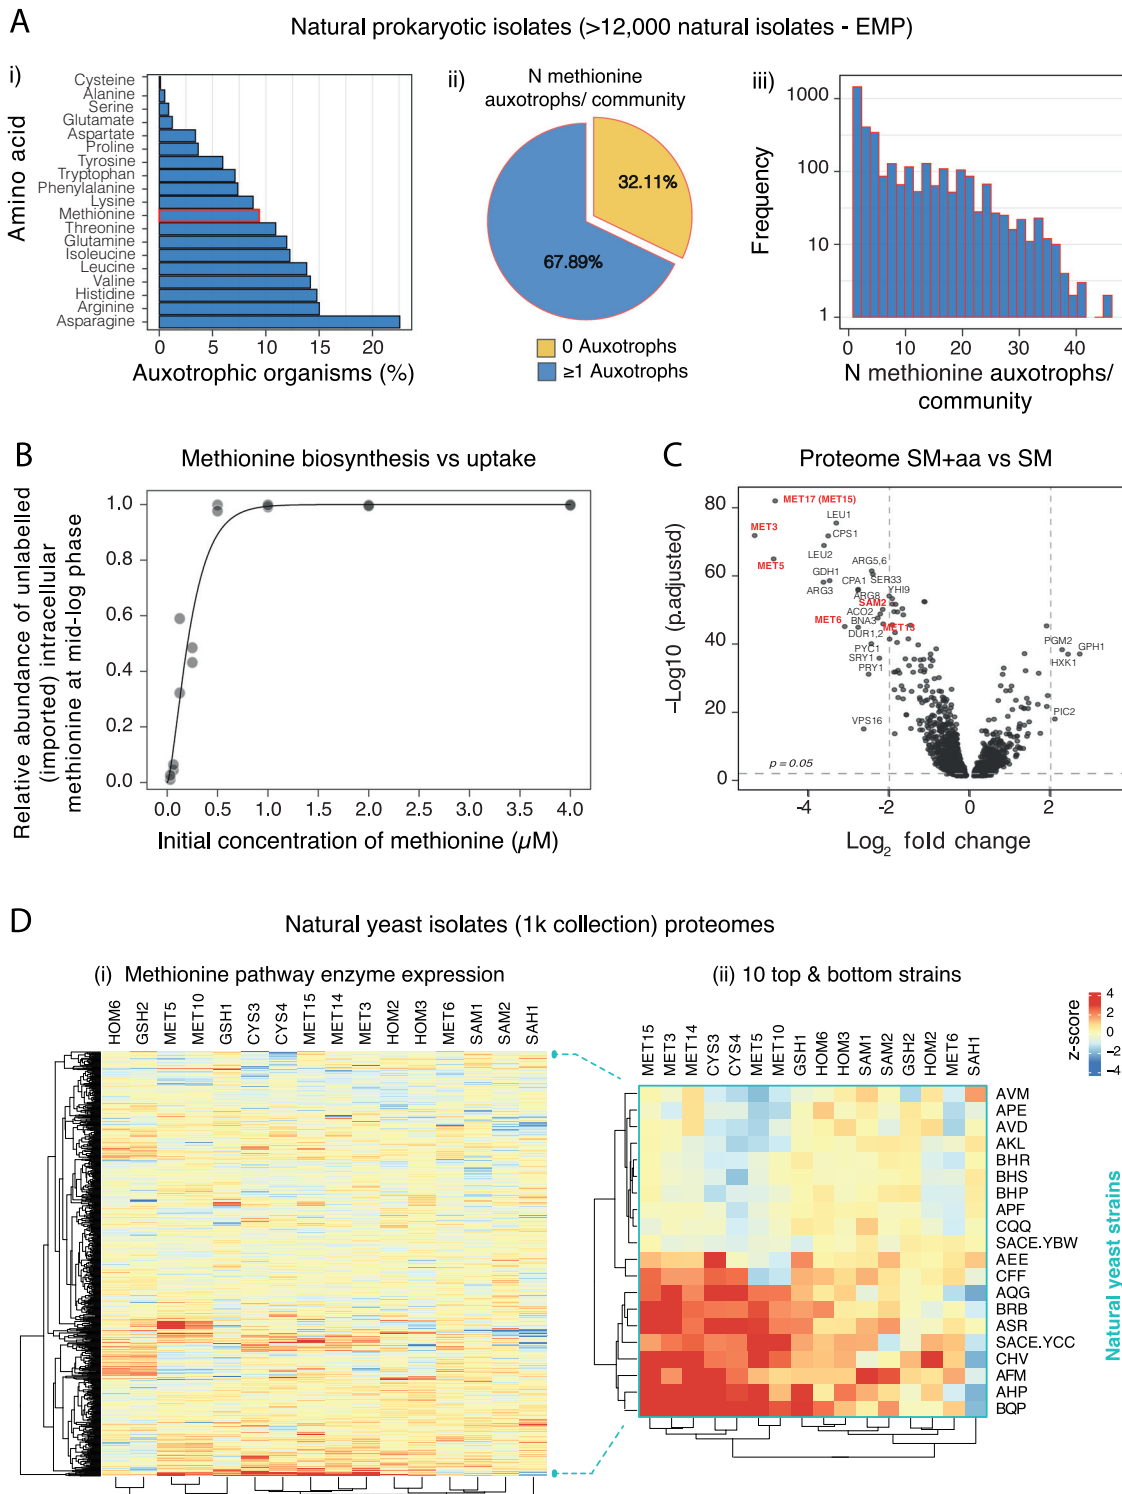 A
Natural prokaryotic isolates (>12,000 natural isolates - EMP)
i)
Amino acid
Cysteine
Alanine
Serine
Glutamate
Aspartate
Proline
Tyrosine
Tryptophan
Phenylalanine
Lysine
Methionine
Threonine
Glutamine
Isoleucine
Leucine
Valine
Histidine
Arginine
Asparagine
0 5 10 15 20
Auxotrophic organisms (%)
ii)
N methionine
auxotrophs/ community
32.11%
67.89%
0 Auxotrophs
≥1 Auxotrophs
iii)
Frequency
1000
100
10
1
0 10 20 30 40
N methionine auxotrophs/
community
B
Methionine biosynthesis vs uptake
Relative abundance of unlabelled
(imported) intracellular
methionine at mid-log phase
1.0
0.8
0.6
0.4
0.2
0.0
0.0 0.5 1.0 1.5 2.0 2.5 3.0 3.5 4.0
Initial concentration of methionine (µM)
C
Proteome SM+aa vs SM
−Log10 (p.adjusted)
80
60
40
20
0
MET17 (MET15)
LEU1
MET3
CPS1
LEU2
MET5
ARG5,6
GDH1
CPA1
SER33
ARG3
YHI9
ARG8
SAM2
ACO2
MET6
BNA3
MET13
DUR1,2
PYC1
SRY1
PRY1
VPS16
PGM2
GPH1
HXK1
PIC2
p = 0.05
-4 -2 0 2
Log2 fold change
D
Natural yeast isolates (1k collection) proteomes
(i) Methionine pathway enzyme expression
HOM6
GSH2
MET5
MET10
GSH1
CYS3
CYS4
MET15
MET14
MET3
HOM2
HOM3
MET6
SAM1
SAM2
SAH1
(ii) 10 top & bottom strains
MET15
MET3
MET14
CYS3
CYS4
MET5
MET10
GSH1
HOM6
HOM3
SAM1
SAM2
GSH2
HOM2
MET6
SAH1
z-score
4
2
0
−2
−4
AVM
APE
AVD
AKL
BHR
BHS
BHP
APF
CQQ
SACE.YBW
AEE
CFF
AQG
BRB
ASR
SACE.YCC
CHV
AFM
AHP
BQP
Natural yeast strains